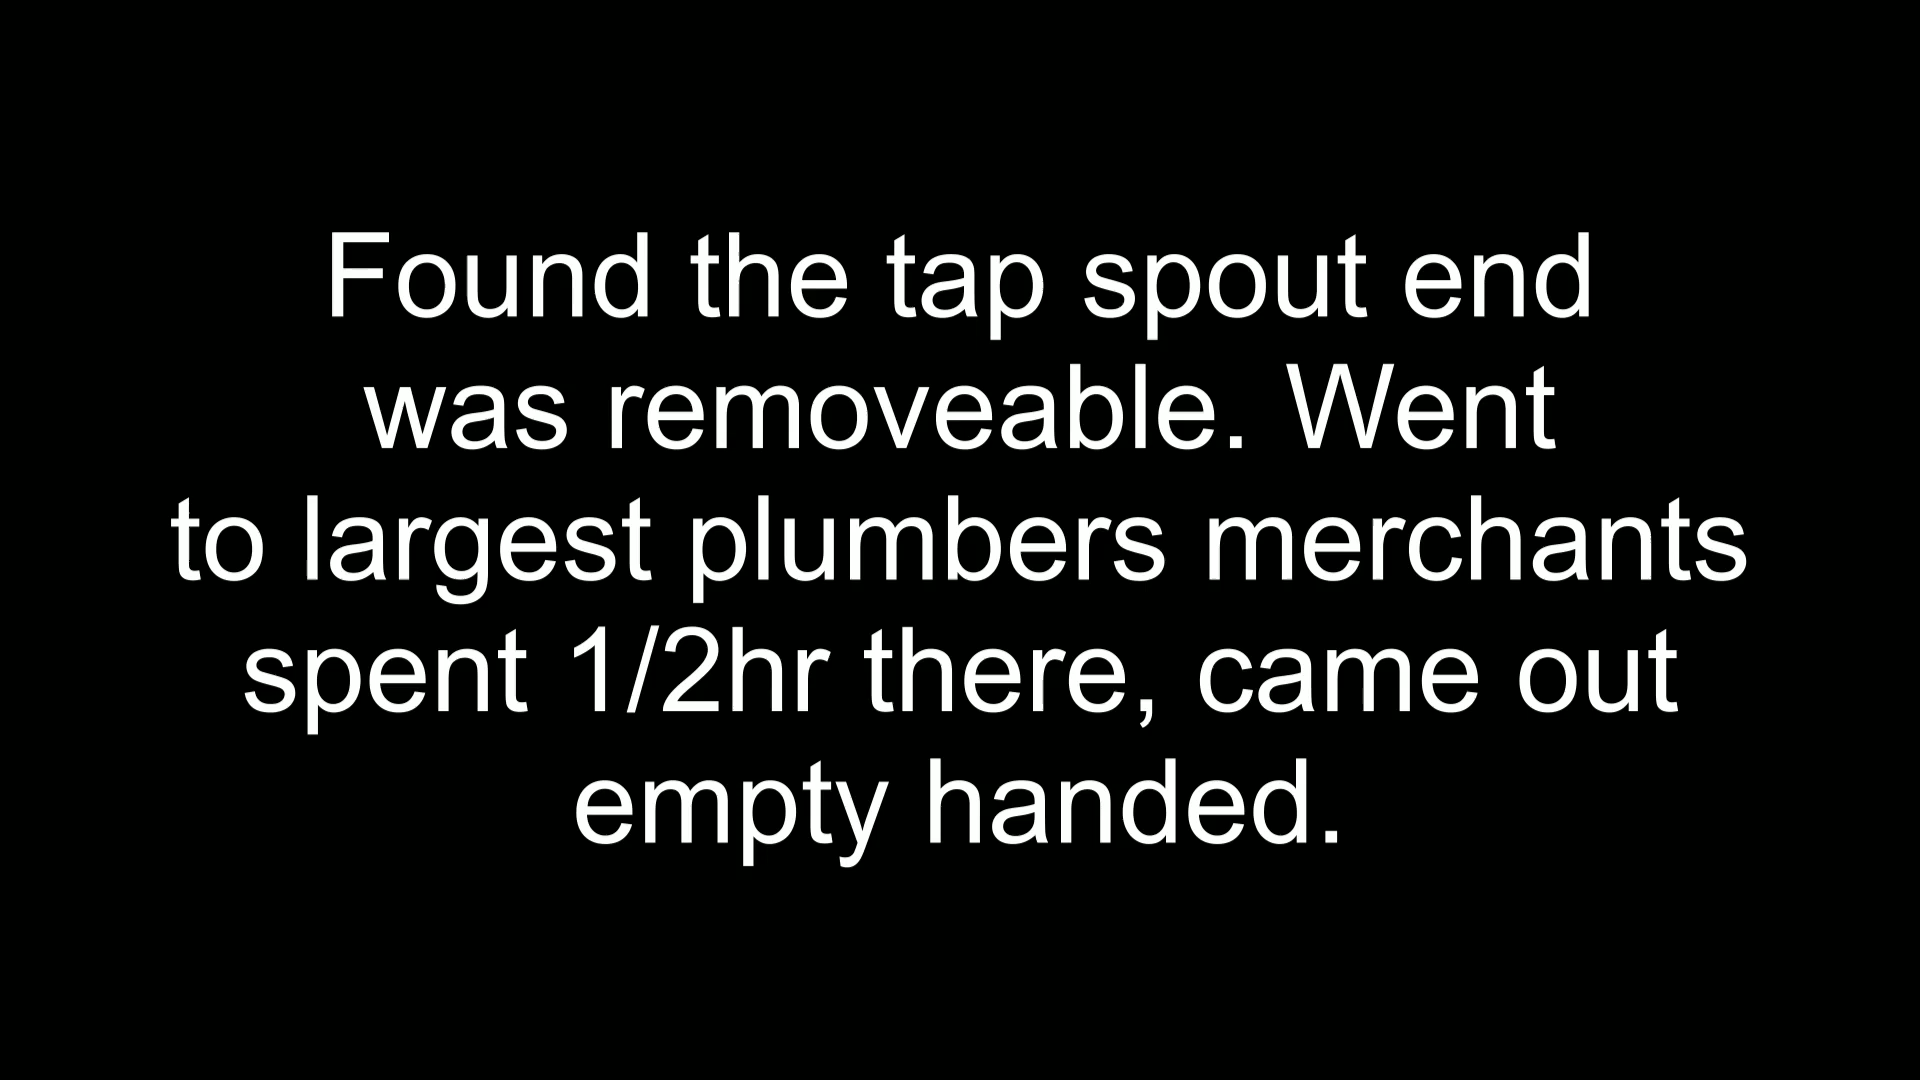 Found the tap spout end
was removeable. Went
to largest plumbers merchants
spent 1/2hr there, came out
empty handed.